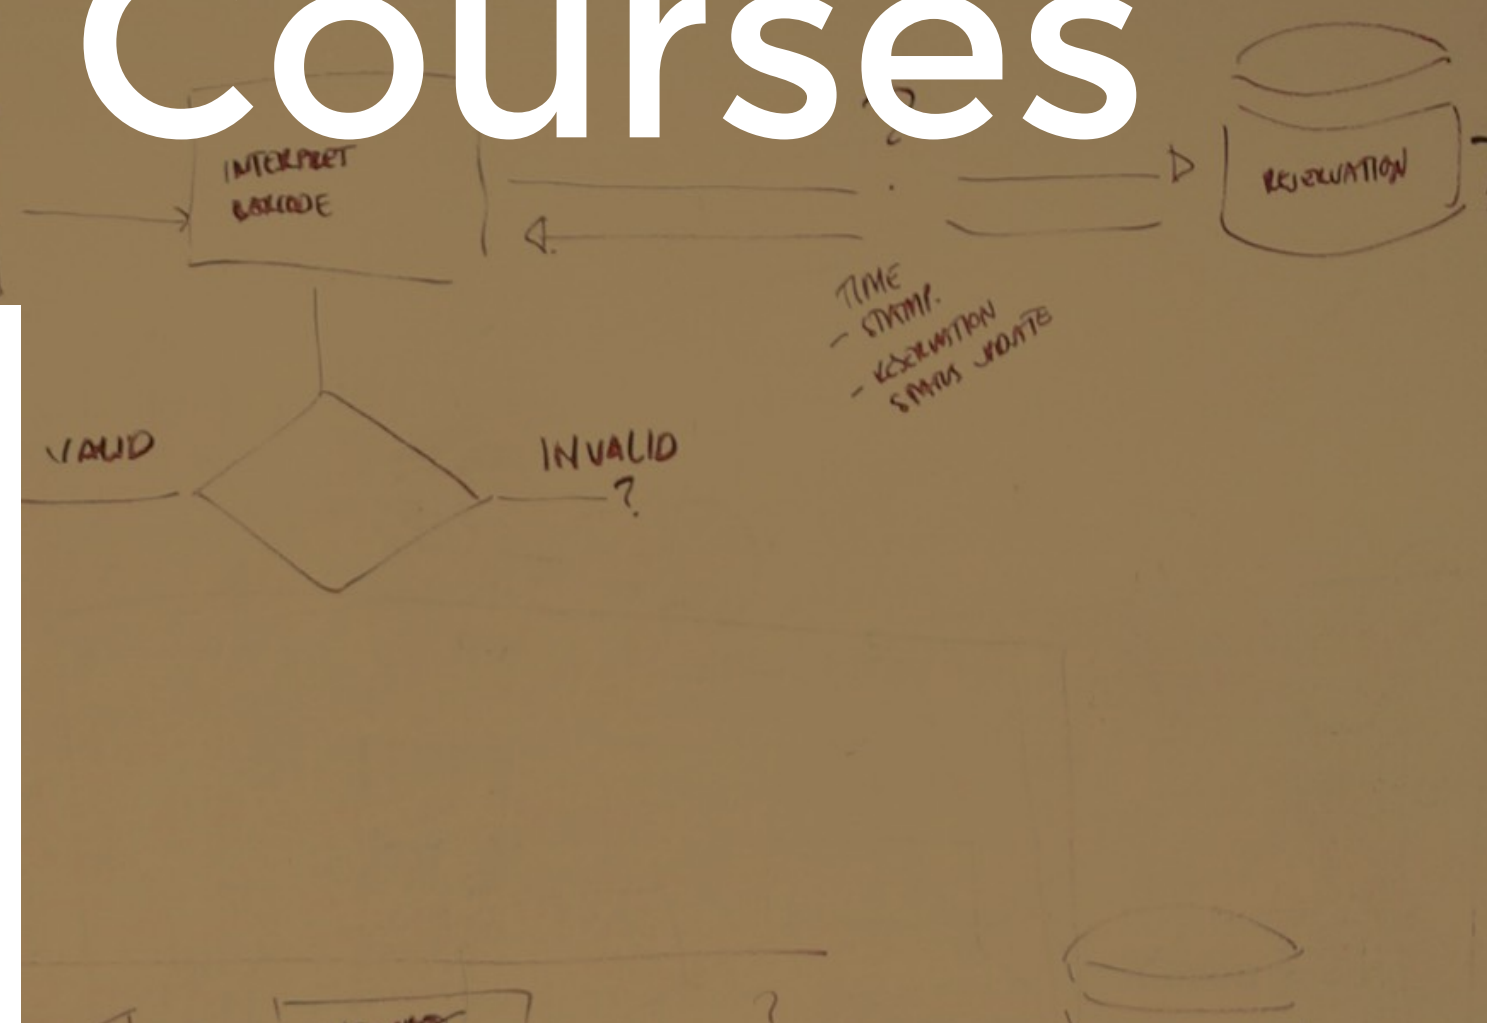 Courses
?
INTERPRET
BARCODE
RESERVATION
TIME
- STAMP.
- RESERVATION
STATUS UPDATE
VALID
INVALID
?
?